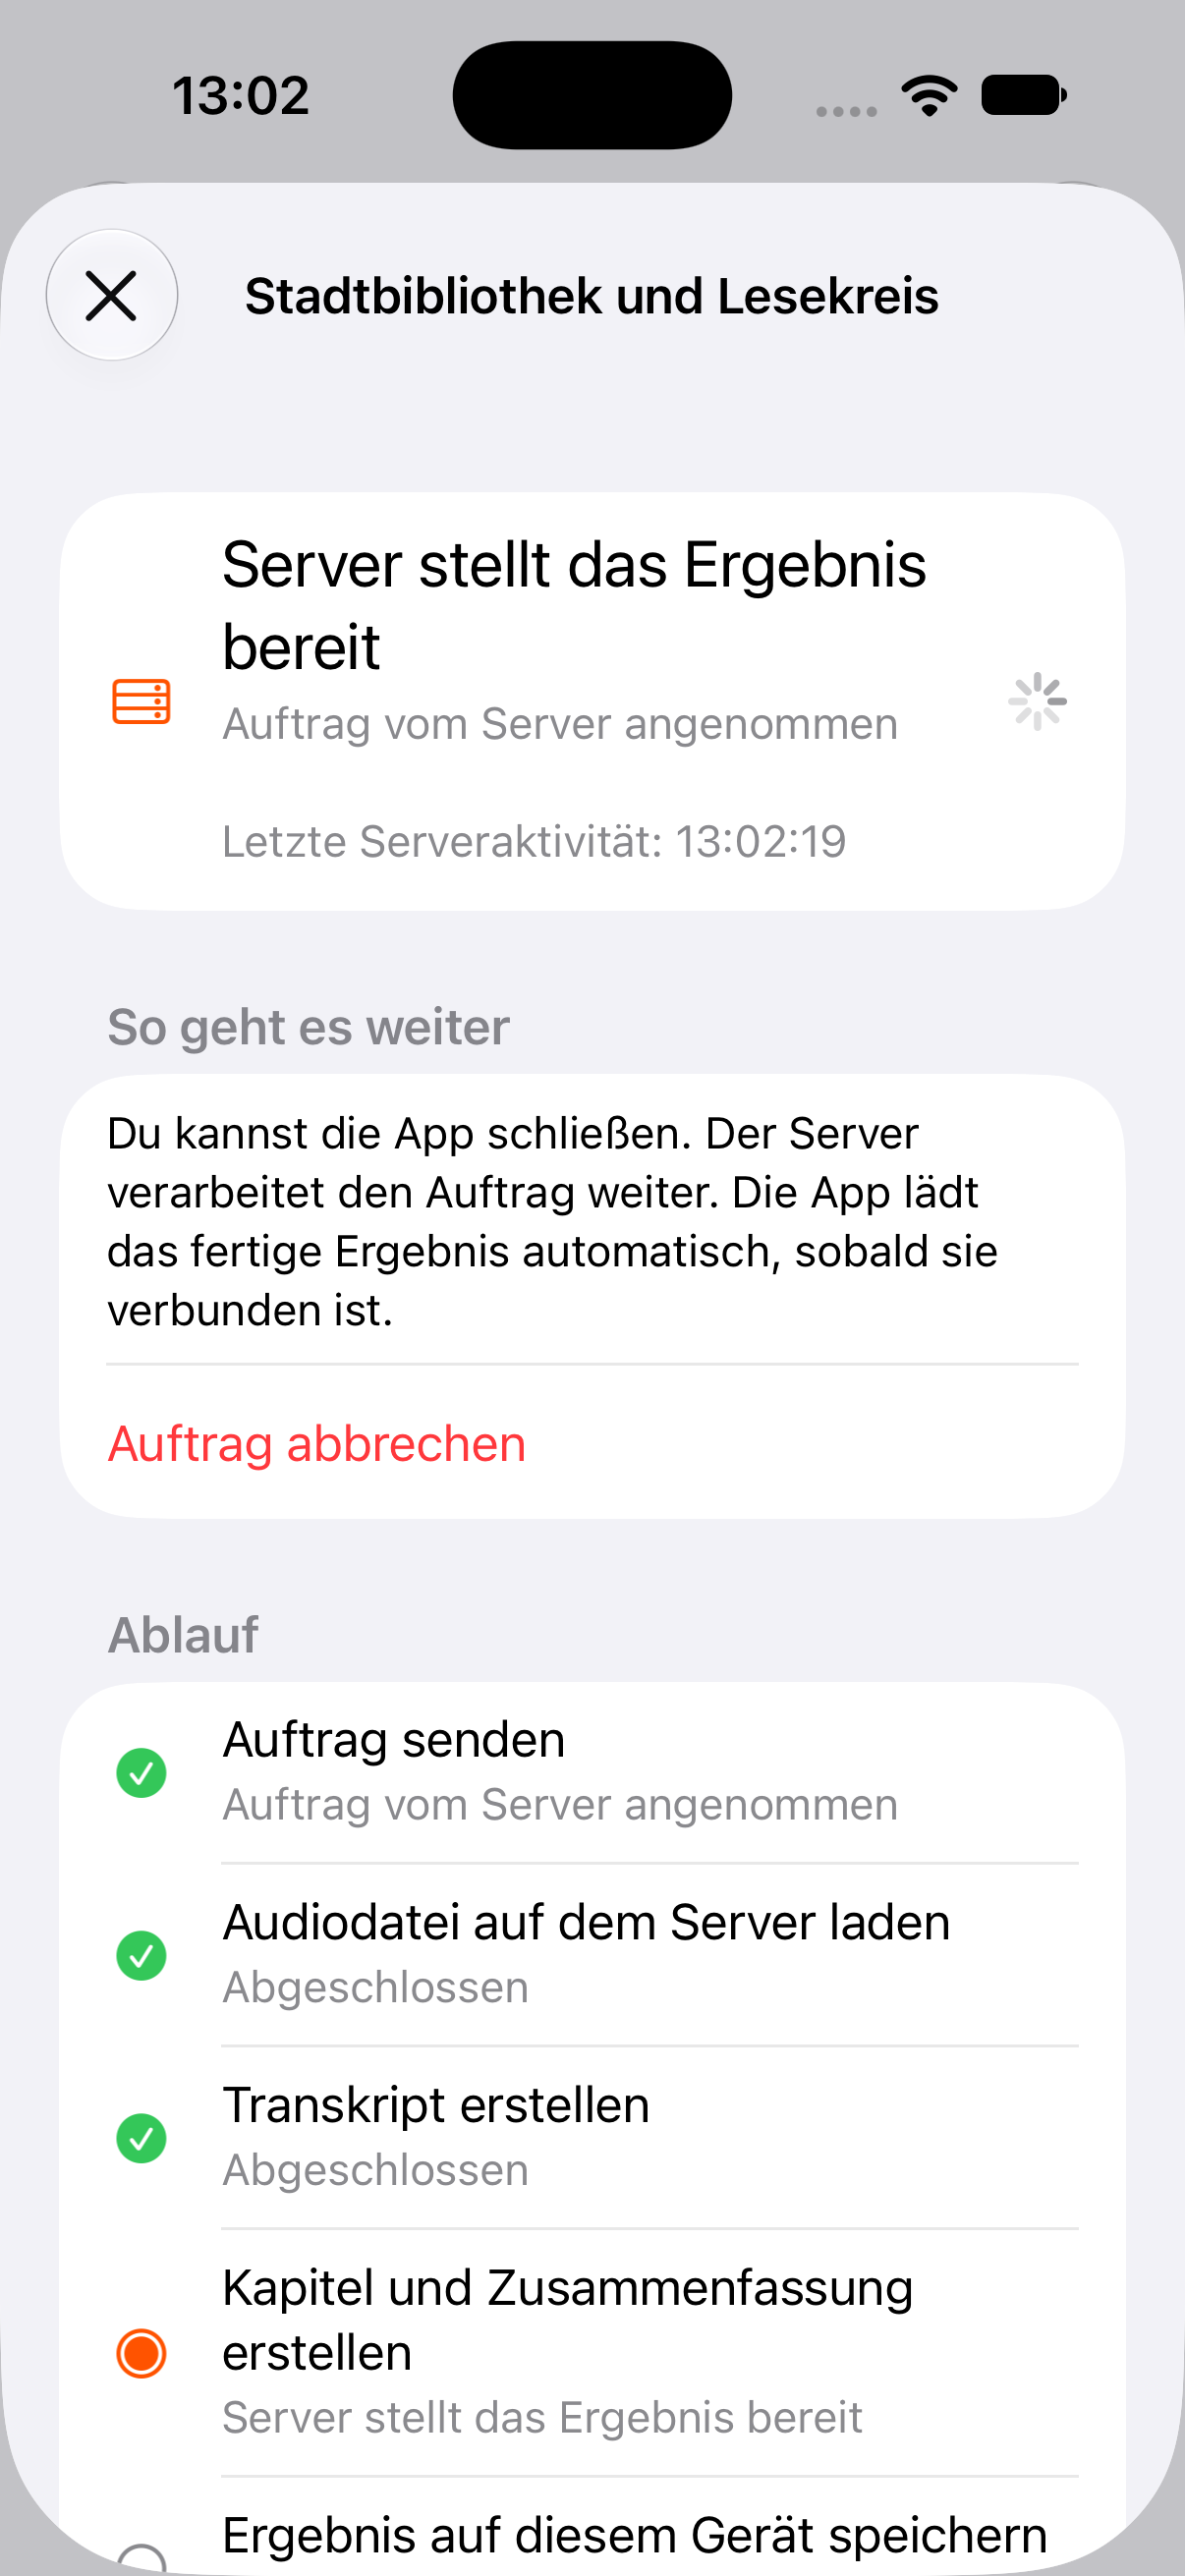 13:02
Stadtbibliothek und Lesekreis
Server stellt das Ergebnis
bereit
Auftrag vom Server angenommen
Letzte Serveraktivität: 13:02:19
So geht es weiter
Du kannst die App schließen. Der Server
verarbeitet den Auftrag weiter. Die App lädt
das fertige Ergebnis automatisch, sobald sie
verbunden ist.
Auftrag abbrechen
Ablauf
Auftrag senden
Auftrag vom Server angenommen
Audiodatei auf dem Server laden
Abgeschlossen
Transkript erstellen
Abgeschlossen
Kapitel und Zusammenfassung
erstellen
Server stellt das Ergebnis bereit
Ergebnis auf diesem Gerät speichern